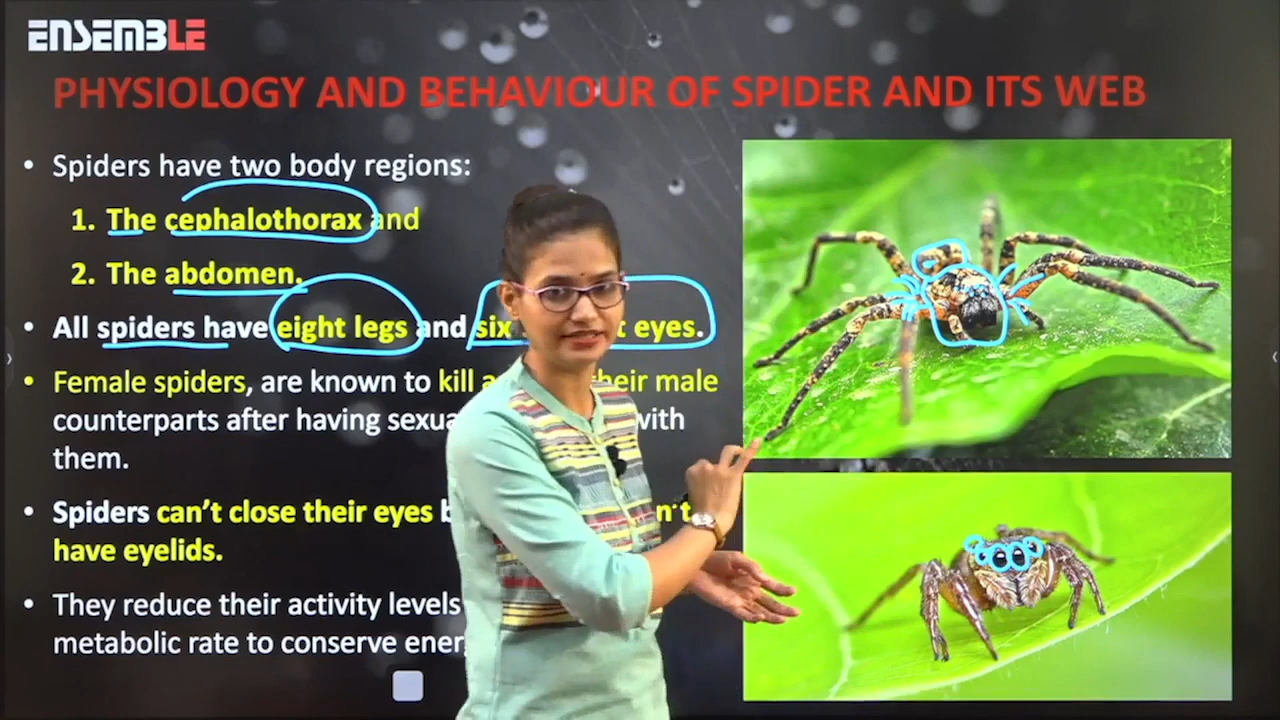 ENSEMBLE
PHYSIOLOGY AND BEHAVIOUR OF SPIDER AND ITS WEB
• Spiders have two body regions:
1. The cephalothorax and
2. The abdomen.
• All spiders have eight legs and six eyes.
• Female spiders, are known to kill their male
counterparts after having with
them.
• Spiders can't close their eyes
have eyelids.
• They reduce their activity levels
metabolic rate to conserve